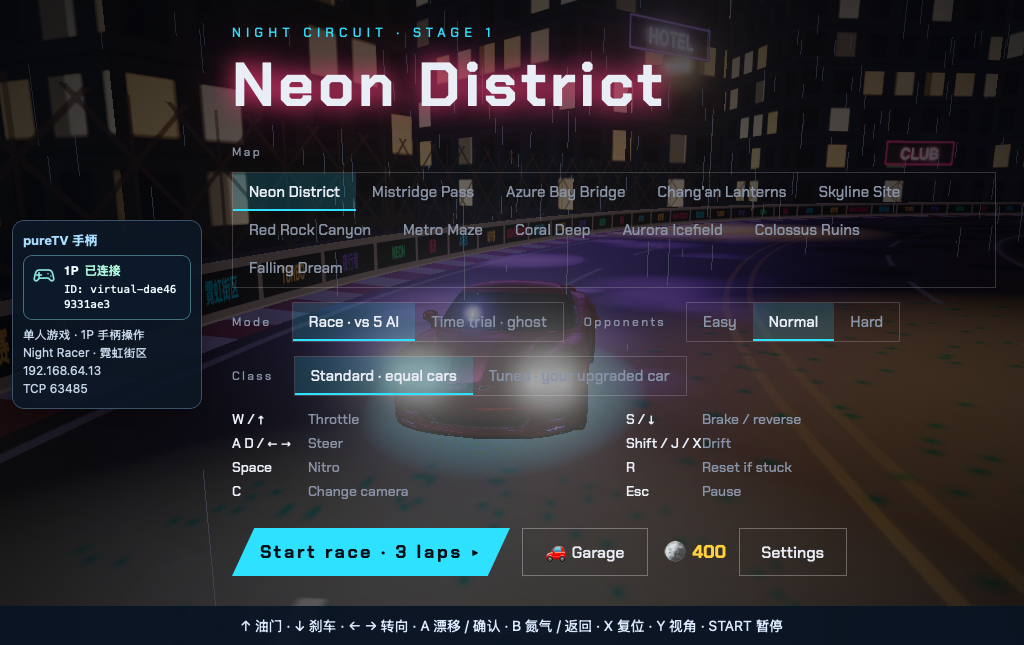 NIGHT CIRCUIT · STAGE 1
HOTEL
Neon District
CLUB
Map
Neon District Mistridge Pass Azure Bay Bridge Chang'an Lanterns Skyline Site
Red Rock Canyon Metro Maze Coral Deep Aurora Icefield Colossus Ruins
Falling Dream
NEON
TURBO
霓虹街区
pureTV 手柄
1P 已连接
ID: virtual-dae46
9331ae3
单人游戏 · 1P 手柄操作
Night Racer · 霓虹街区
192.168.64.13
TCP 63485
Mode Race · vs 5 AI Time trial · ghost Opponents Easy Normal Hard
Class Standard · equal cars Tuned · your upgraded car
W / ↑ Throttle S / ↓ Brake / reverse
A D / ← → Steer Shift / J / X Drift
Space Nitro R Reset if stuck
C Change camera Esc Pause
Start race · 3 laps ▸ Garage 400 Settings
↑ 油门 · ↓ 刹车 · ← → 转向 · A 漂移 / 确认 · B 氮气 / 返回 · X 复位 · Y 视角 · START 暂停